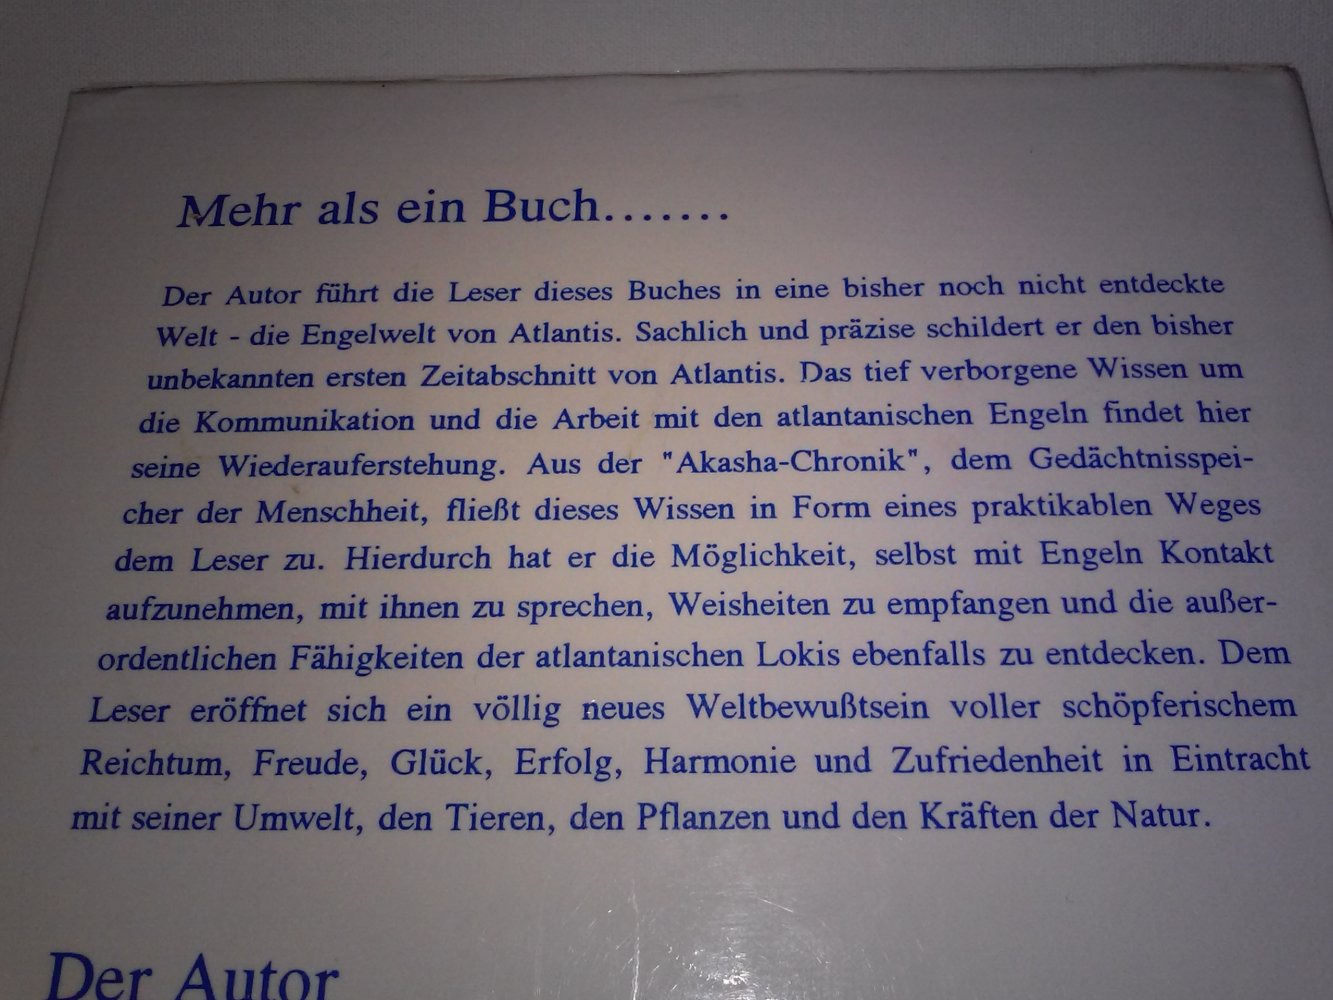 Mehr als ein Buch.......
Der Autor führt die Leser dieses Buches in eine bisher noch nicht entdeckte
Welt - die Engelwelt von Atlantis. Sachlich und präzise schildert er den bisher
unbekannten ersten Zeitabschnitt von Atlantis. Das tief verborgene Wissen um
die Kommunikation und die Arbeit mit den atlantanischen Engeln findet hier
seine Wiederauferstehung. Aus der "Akasha-Chronik", dem Gedächtnisspei-
cher der Menschheit, fließt dieses Wissen in Form eines praktikablen Weges
dem Leser zu. Hierdurch hat er die Möglichkeit, selbst mit Engeln Kontakt
aufzunehmen, mit ihnen zu sprechen, Weisheiten zu empfangen und die außer-
ordentlichen Fähigkeiten der atlantanischen Lokis ebenfalls zu entdecken. Dem
Leser eröffnet sich ein völlig neues Weltbewußtsein voller schöpferischem
Reichtum, Freude, Glück, Erfolg, Harmonie und Zufriedenheit in Eintracht
mit seiner Umwelt, den Tieren, den Pflanzen und den Kräften der Natur.
Der Autor